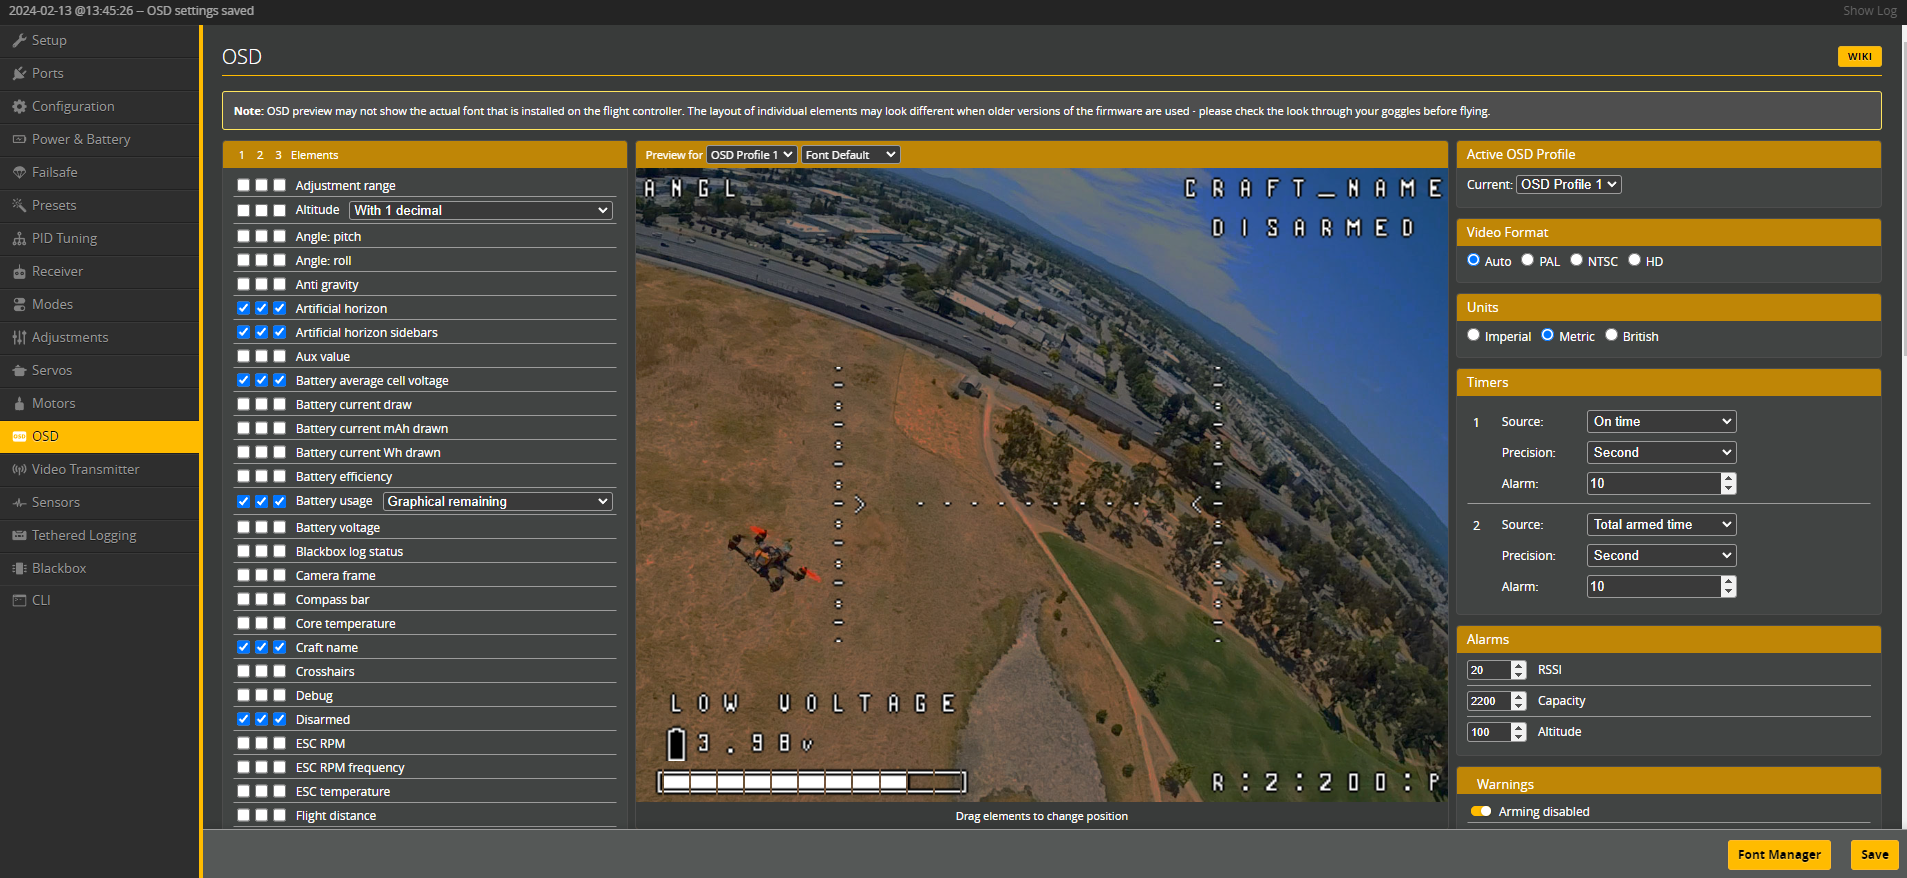 2024-02-13 @13:45:26 -- OSD settings saved
Show Log
Setup
Ports
Configuration
Power & Battery
Failsafe
Presets
PID Tuning
Receiver
Modes
Adjustments
Servos
Motors
OSD
Video Transmitter
Sensors
Tethered Logging
Blackbox
CLI
OSD
WIKI
Note: OSD preview may not show the actual font that is installed on the flight controller. The layout of individual elements may look different when older versions of the firmware are used - please check the look through your goggles before flying.
1 2 3 Elements
Adjustment range
Altitude With 1 decimal
Angle: pitch
Angle: roll
Anti gravity
Artificial horizon
Artificial horizon sidebars
Aux value
Battery average cell voltage
Battery current draw
Battery current mAh drawn
Battery current Wh drawn
Battery efficiency
Battery usage Graphical remaining
Battery voltage
Blackbox log status
Camera frame
Compass bar
Core temperature
Craft name
Crosshairs
Debug
Disarmed
ESC RPM
ESC RPM frequency
ESC temperature
Flight distance
Preview for OSD Profile 1 Font Default
ANGL CRAFT_NAME
DISARMED
LOW VOLTAGE
3.98v
R:2:200:P
Drag elements to change position
Active OSD Profile
Current: OSD Profile 1
Video Format
Auto PAL NTSC HD
Units
Imperial Metric British
Timers
1 Source: On time
Precision: Second
Alarm: 10
2 Source: Total armed time
Precision: Second
Alarm: 10
Alarms
20 RSSI
2200 Capacity
100 Altitude
Warnings
Arming disabled
Font Manager
Save